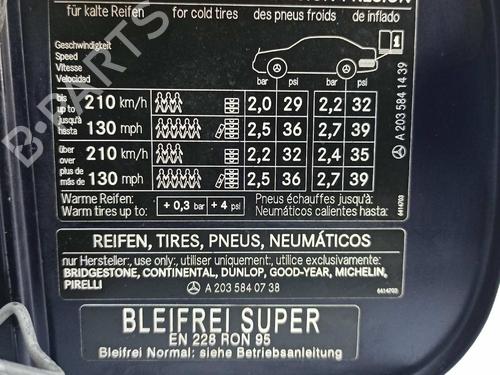 für kalte Reifen / for cold tires / des pneus froids / de inflado
Geschwindigkeit
Speed
Vitesse
Velocidad
bar psi bar psi
bis
up to
jusqu'à
hasta
210 km/h 2,0 29 2,2 32
130 mph 2,5 36 2,7 39
über
over
plus de
más de
210 km/h 2,2 32 2,4 35
130 mph 2,5 36 2,7 39
Warme Reifen: Pneus échauffes jusqu'à:
Warm tires up to: + 0,3 bar + 4 psi Neumáticos calientes hasta:
A 203 584 14 39
6414703
REIFEN, TIRES, PNEUS, NEUMÁTICOS
nur Hersteller:, use only:, utiliser uniquement:, utilice exclusivamente:
BRIDGESTONE, CONTINENTAL, DUNLOP, GOOD-YEAR, MICHELIN,
PIRELLI
A 203 584 07 38
6414703
BLEIFREI SUPER
EN 228 RON 95
Bleifrei Normal: siehe Betriebsanleitung
B-PARTS